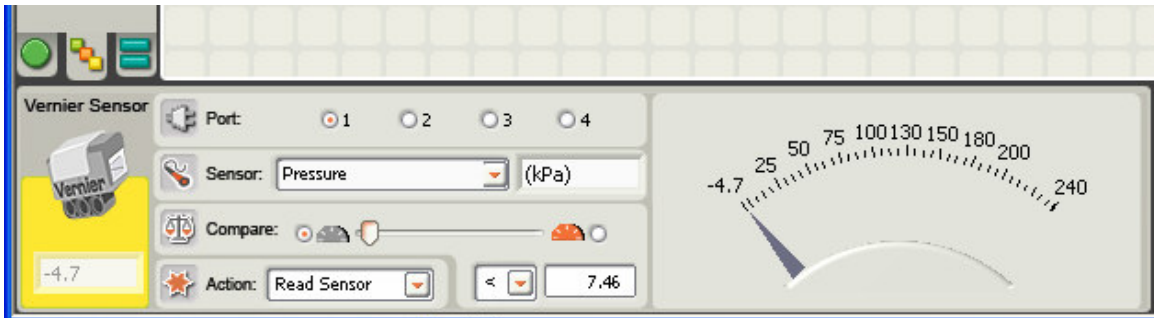 Vernier Sensor
Vernier
-4.7
Port: 1 2 3 4
Sensor: Pressure (kPa)
Compare:
Action: Read Sensor < 7.46
-4.7 25 50 75 100 130 150 180 200 240